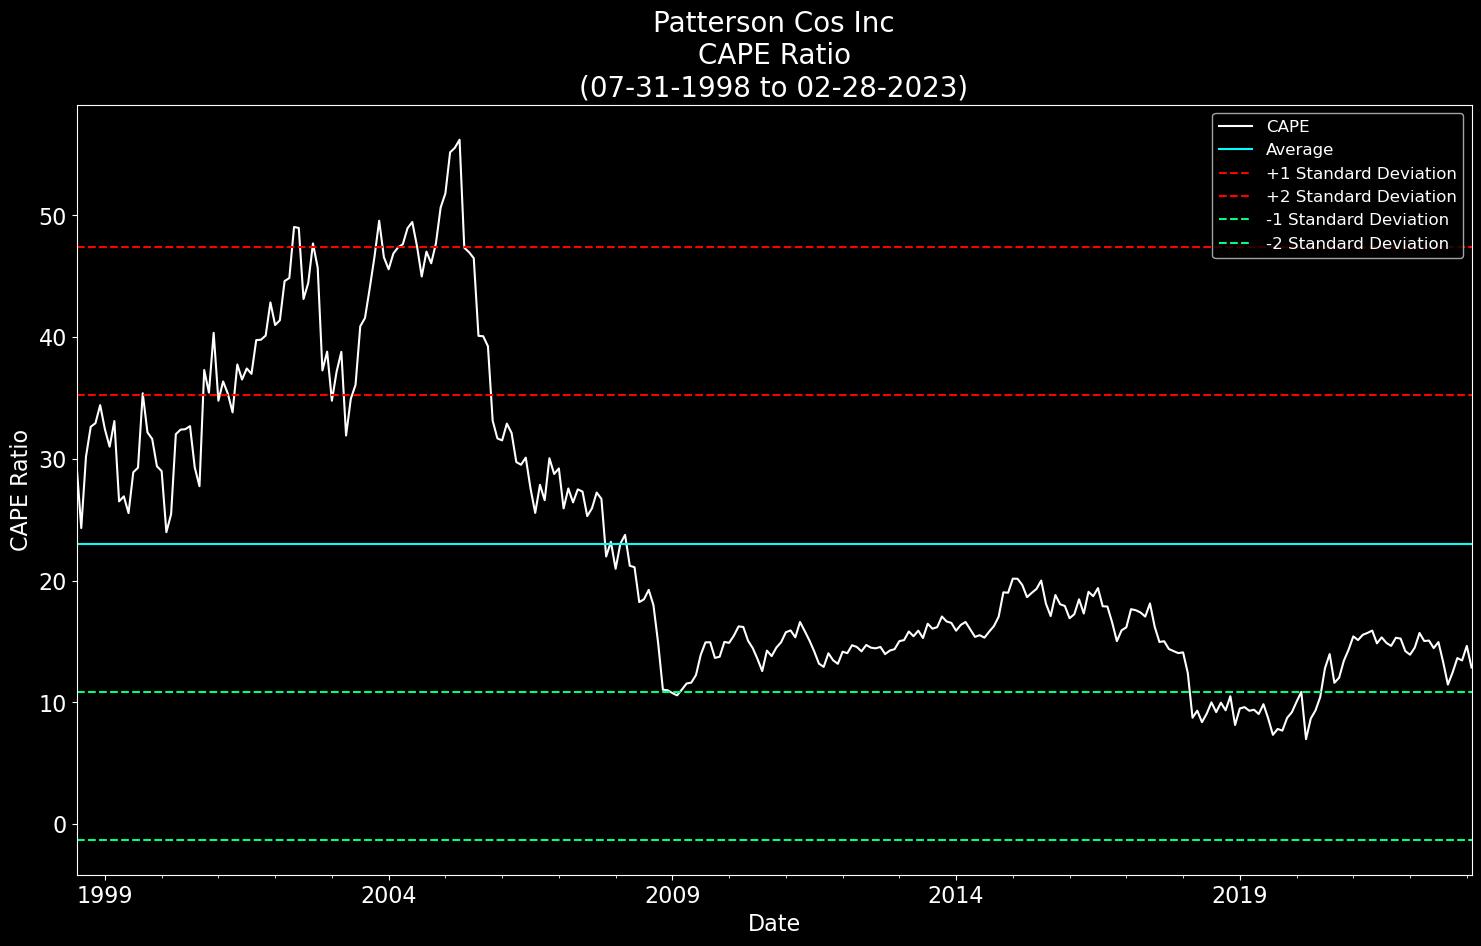 Patterson Cos Inc
CAPE Ratio
(07-31-1998 to 02-28-2023)
CAPE
Average
+1 Standard Deviation
+2 Standard Deviation
-1 Standard Deviation
-2 Standard Deviation
CAPE Ratio
50
40
30
20
10
0
1999 2004 2009 2014 2019
Date